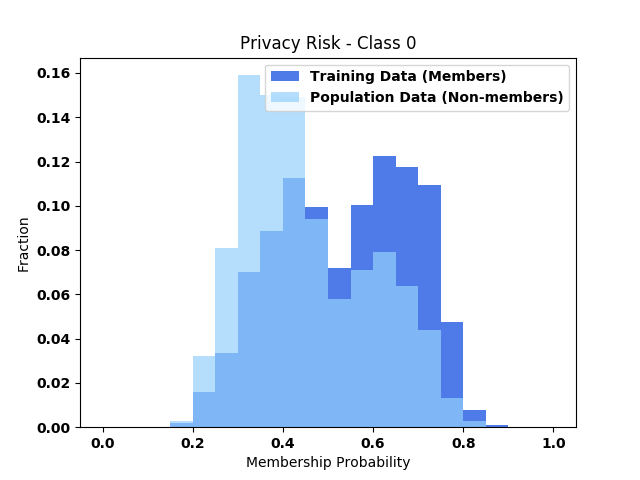 Privacy Risk - Class 0
Training Data (Members)
Population Data (Non-members)
0.16
0.14
0.12
0.10
0.08
0.06
0.04
0.02
0.00
Fraction
0.0 0.2 0.4 0.6 0.8 1.0
Membership Probability